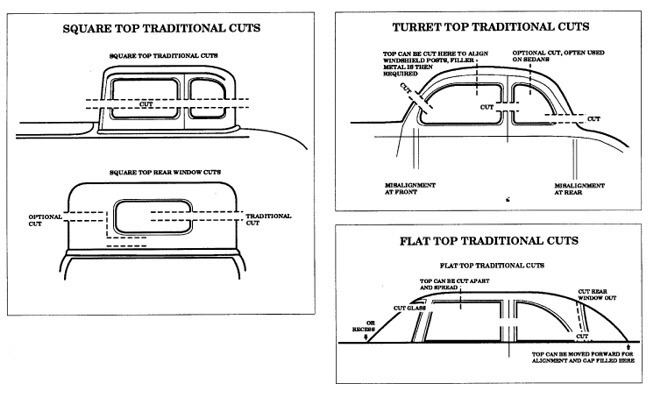 SQUARE TOP TRADITIONAL CUTS
SQUARE TOP TRADITIONAL CUTS
CUT
SQUARE TOP REAR WINDOW CUTS
OPTIONAL
CUT
TRADITIONAL
CUT
TURRET TOP TRADITIONAL CUTS
TOP CAN BE CUT HERE TO ALIGN
WINDSHIELD POSTS, FILLER
METAL IS THEN
REQUIRED
OPTIONAL CUT, OFTEN USED
ON SEDANS
CUT
CUT
CUT
MISALIGNMENT
AT FRONT
MISALIGNMENT
AT REAR
FLAT TOP TRADITIONAL CUTS
FLAT TOP TRADITIONAL CUTS
TOP CAN BE CUT APART
AND SPREAD
CUT REAR
WINDOW OUT
CUT GLASS
OR
RECESS
CUT
TOP CAN BE MOVED FORWARD FOR
ALIGNMENT AND GAP FILLED HERE